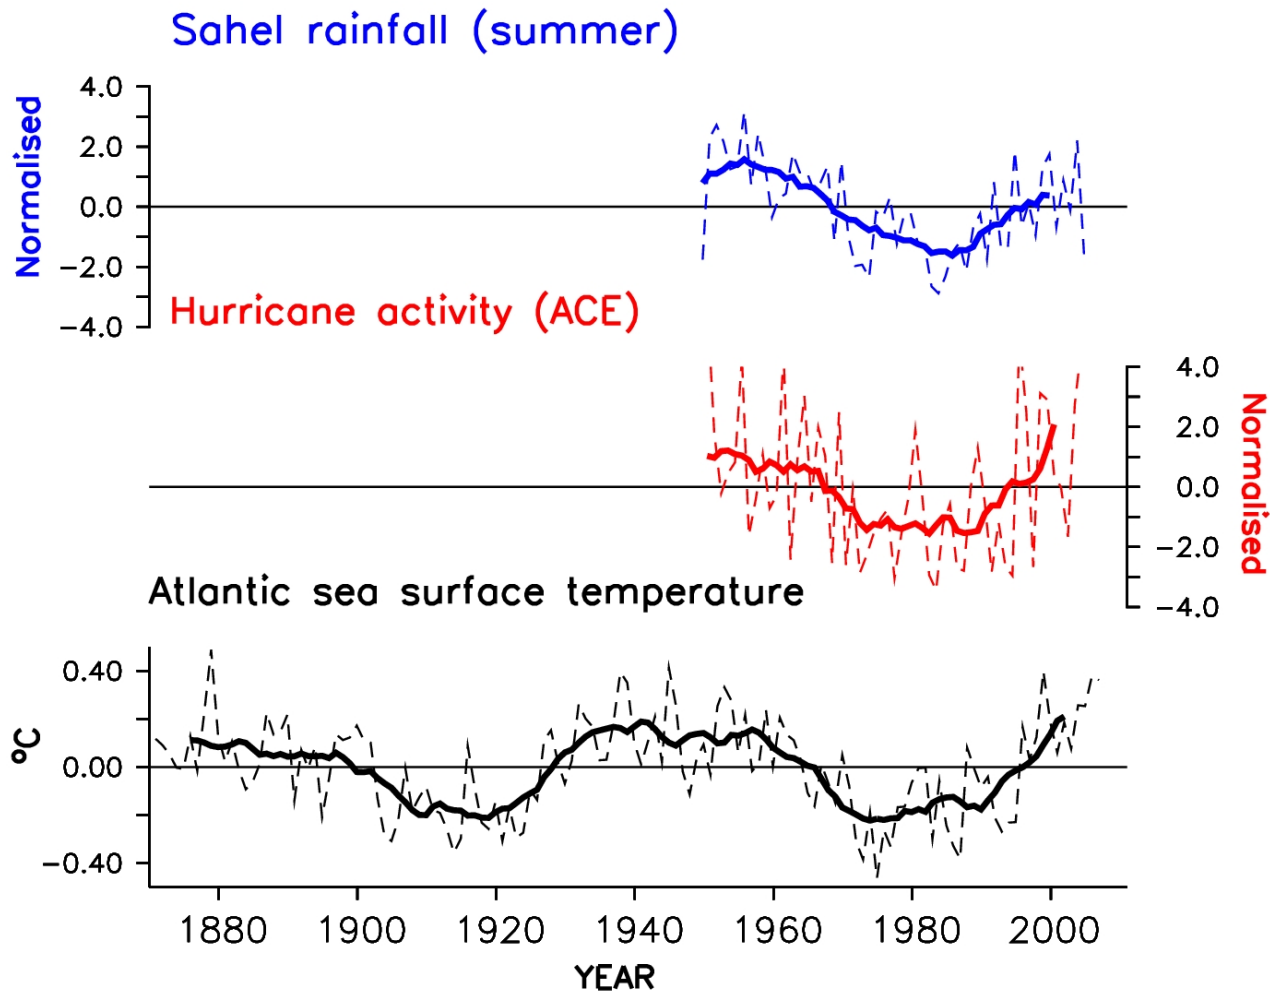 Sahel rainfall (summer)
Normalised
4.0
2.0
0.0
−2.0
−4.0
Hurricane activity (ACE)
4.0
2.0
0.0
−2.0
−4.0
Normalised
Atlantic sea surface temperature
°C
0.40
0.00
−0.40
1880 1900 1920 1940 1960 1980 2000
YEAR